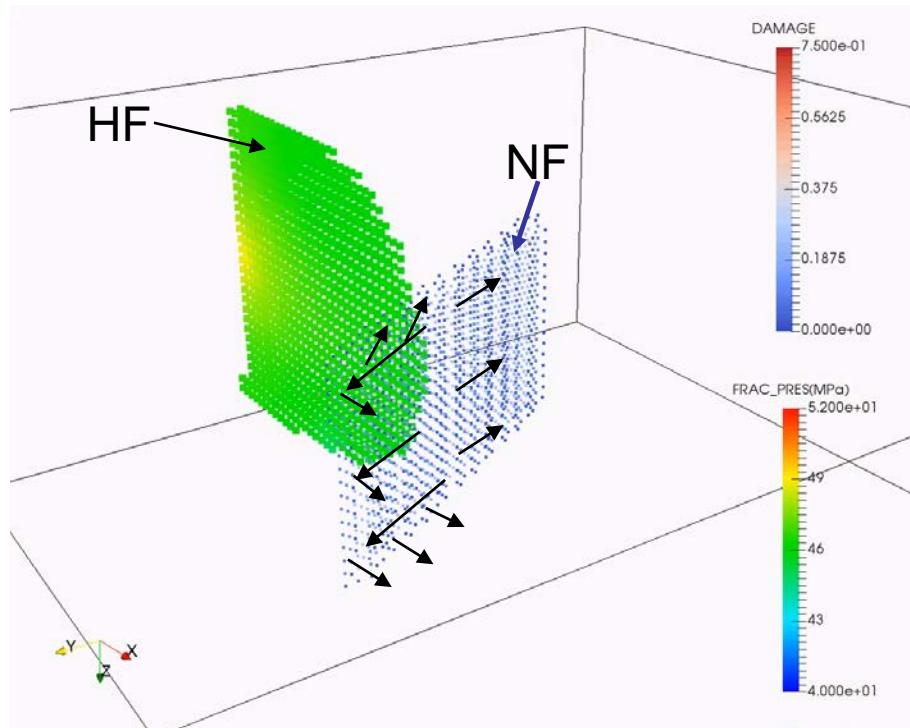 DAMAGE
7.500e-01
0.5625
0.375
0.1875
0.000e+00
HF
NF
FRAC_PRES(MPa)
5.200e+01
49
46
43
4.000e+01
Y
X
Z